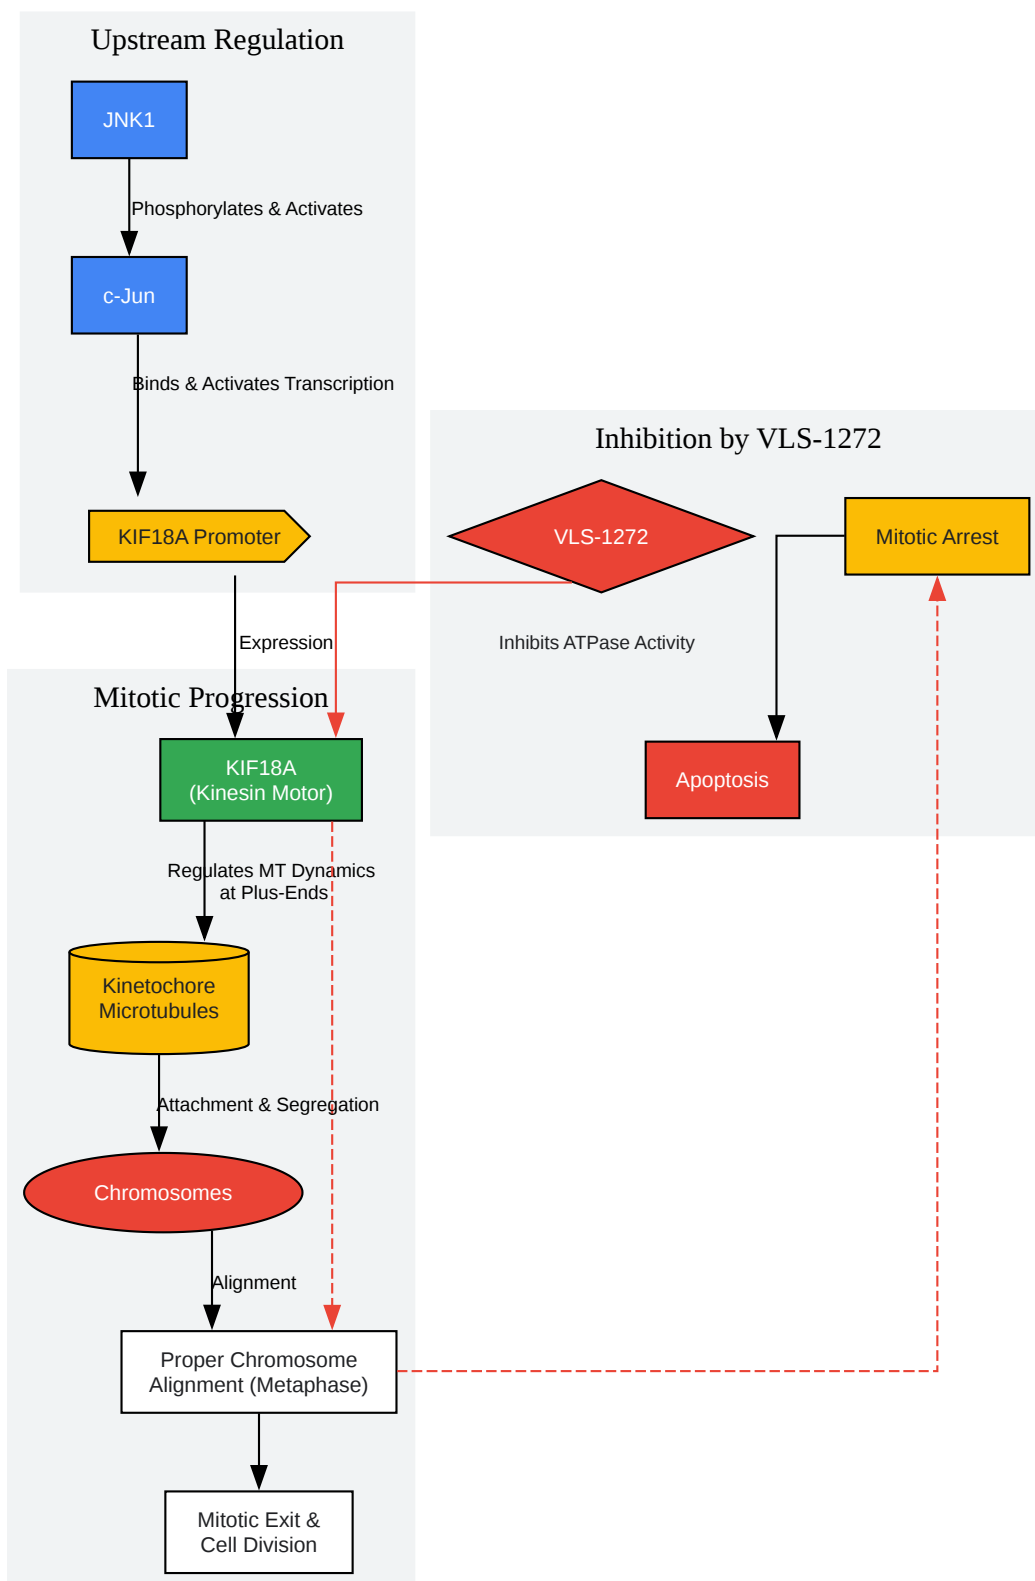 Upstream Regulation
JNK1
Phosphorylates & Activates
c-Jun
Binds & Activates Transcription
KIF18A Promoter
Expression
Inhibition by VLS-1272
VLS-1272
Mitotic Arrest
Inhibits ATPase Activity
Apoptosis
Mitotic Progression
KIF18A
(Kinesin Motor)
Regulates MT Dynamics
at Plus-Ends
Kinetochore
Microtubules
Attachment & Segregation
Chromosomes
Alignment
Proper Chromosome
Alignment (Metaphase)
Mitotic Exit &
Cell Division